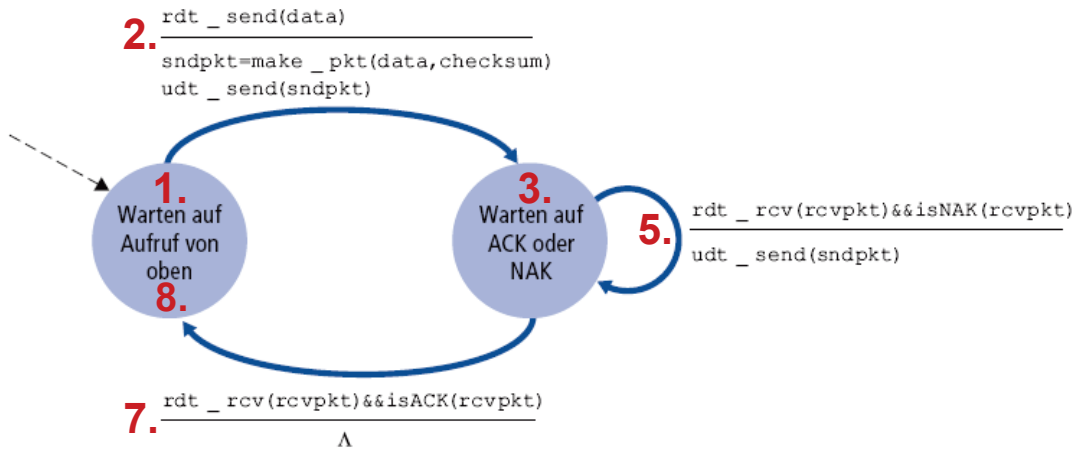 2. rdt _ send(data)
sndpkt=make _ pkt(data,checksum)
udt _ send(sndpkt)
1.
Warten auf
Aufruf von
oben
8.
3.
Warten auf
ACK oder
NAK
5. rdt _ rcv(rcvpkt)&&isNAK(rcvpkt)
udt _ send(sndpkt)
7. rdt _ rcv(rcvpkt)&&isACK(rcvpkt)
Λ